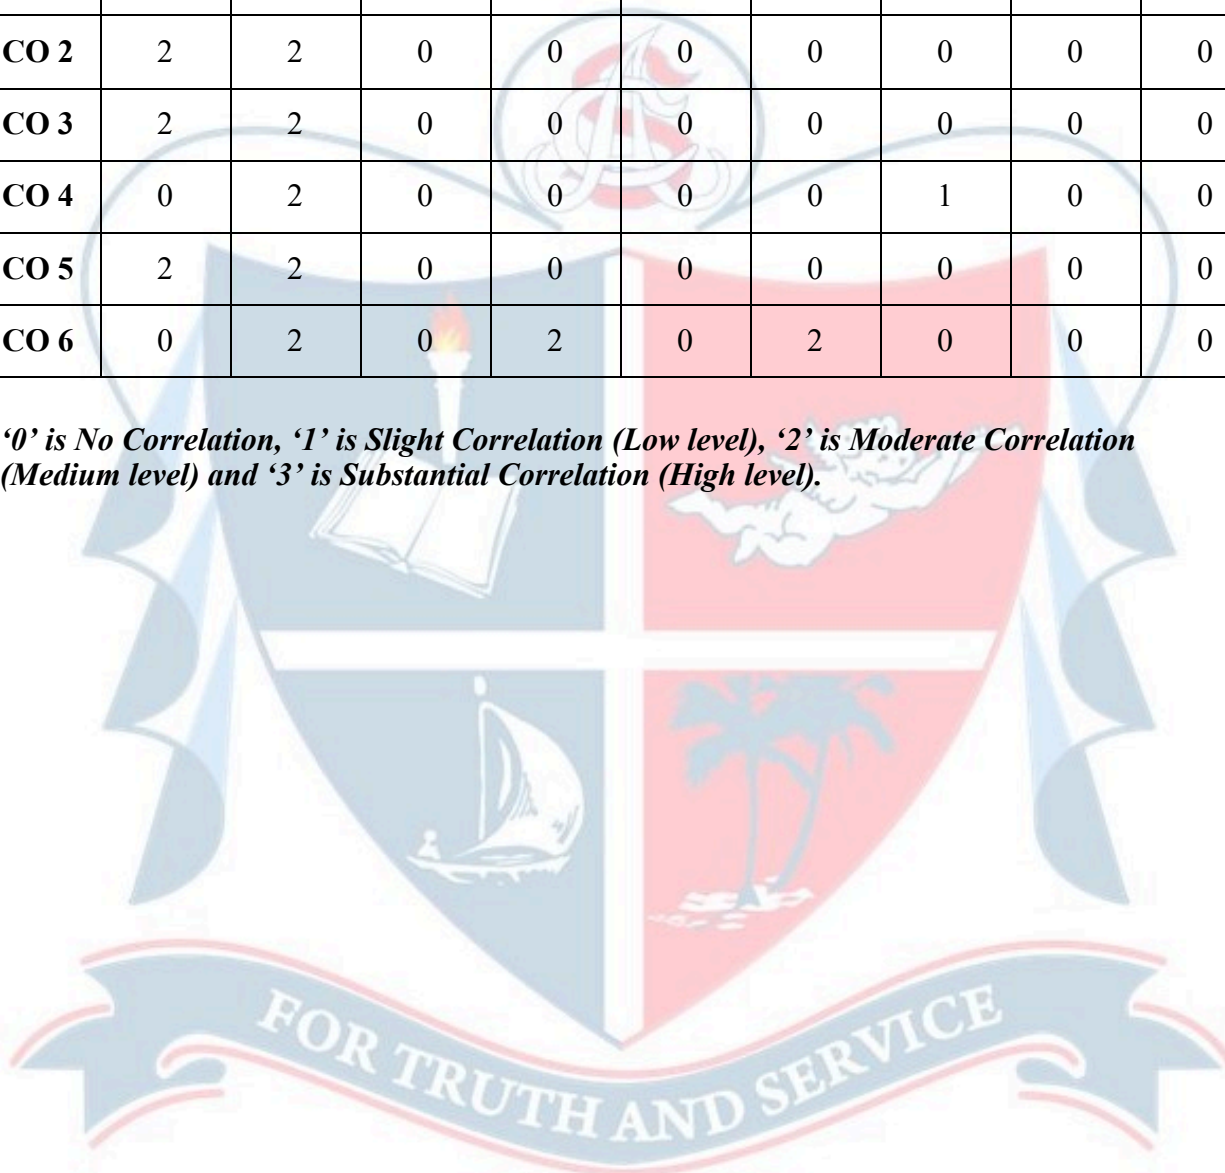 CO 2 2 2 0 0 0 0 0 0 0
CO 3 2 2 0 0 0 0 0 0 0
CO 4 0 2 0 0 0 0 1 0 0
CO 5 2 2 0 0 0 0 0 0 0
CO 6 0 2 0 2 0 2 0 0 0
‘0’ is No Correlation, ‘1’ is Slight Correlation (Low level), ‘2’ is Moderate Correlation
(Medium level) and ‘3’ is Substantial Correlation (High level).
FOR TRUTH AND SERVICE